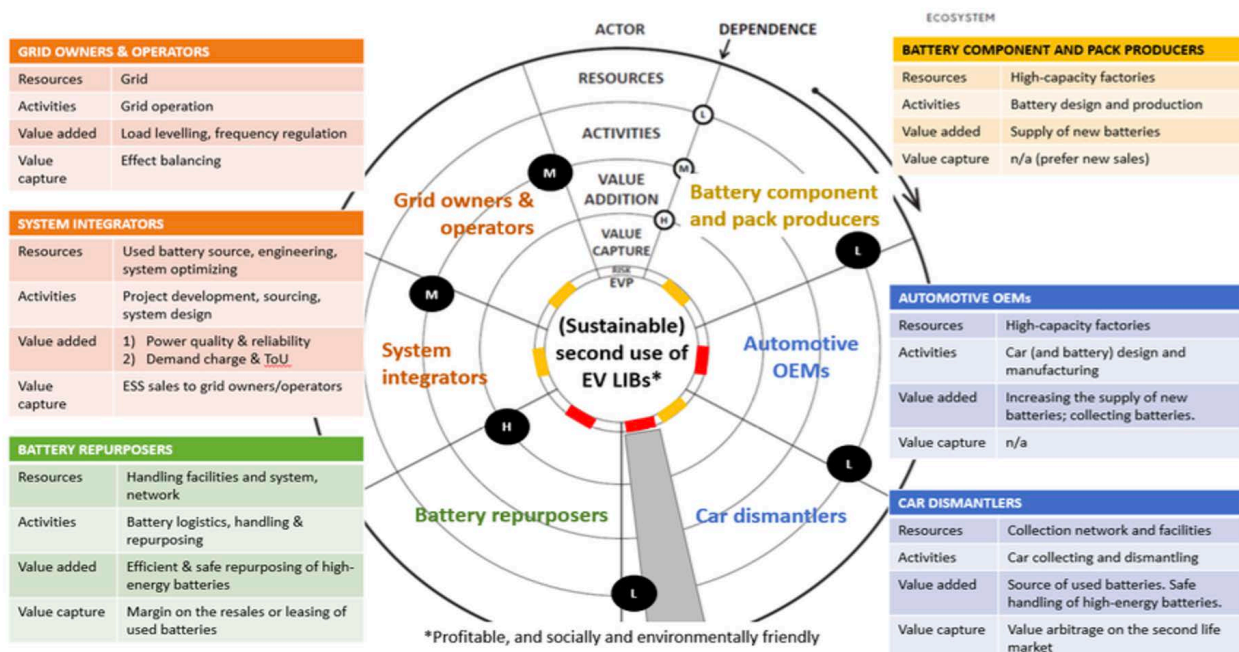 ECOSYSTEM
ACTOR
DEPENDENCE
RESOURCES
ACTIVITIES
VALUE
ADDITION
VALUE
CAPTURE
RISK
EVP
L
M
H
(Sustainable)
second use of
EV LIBs*
Grid owners &
operators
M
Battery component
and pack producers
L
Automotive
OEMs
L
Car dismantlers
L
Battery repurposers
H
System
integrators
M
*Profitable, and socially and environmentally friendly
GRID OWNERS & OPERATORS
Resources Grid
Activities Grid operation
Value added Load levelling, frequency regulation
Value Effect balancing
capture
SYSTEM INTEGRATORS
Resources Used battery source, engineering,
system optimizing
Activities Project development, sourcing,
system design
Value added 1) Power quality & reliability
2) Demand charge & ToU
Value ESS sales to grid owners/operators
capture
BATTERY REPURPOSERS
Resources Handling facilities and system,
network
Activities Battery logistics, handling &
repurposing
Value added Efficient & safe repurposing of high-
energy batteries
Value capture Margin on the resales or leasing of
used batteries
BATTERY COMPONENT AND PACK PRODUCERS
Resources High-capacity factories
Activities Battery design and production
Value added Supply of new batteries
Value capture n/a (prefer new sales)
AUTOMOTIVE OEMs
Resources High-capacity factories
Activities Car (and battery) design and
manufacturing
Value added Increasing the supply of new
batteries; collecting batteries.
Value capture n/a
CAR DISMANTLERS
Resources Collection network and facilities
Activities Car collecting and dismantling
Value added Source of used batteries. Safe
handling of high-energy batteries.
Value capture Value arbitrage on the second life
market